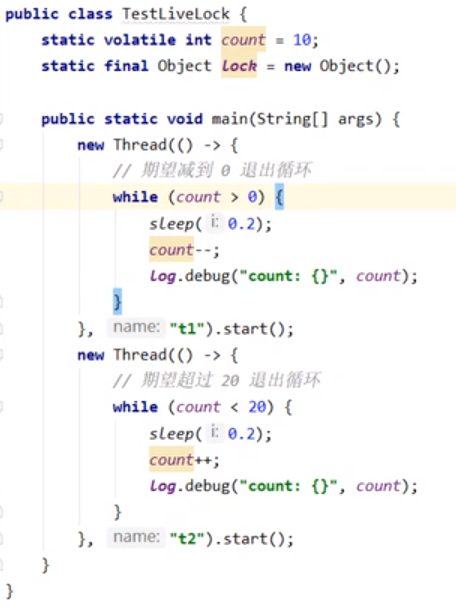 public class TestLiveLock {
static volatile int count = 10;
static final Object lock = new Object();
public static void main(String[] args) {
new Thread(() -> {
// 期望减到 0 退出循环
while (count > 0) {
sleep( i: 0.2);
count--;
log.debug("count: {}", count);
}
}, name: "t1").start();
new Thread(() -> {
// 期望超过 20 退出循环
while (count < 20) {
sleep( i: 0.2);
count++;
log.debug("count: {}", count);
}
}, name: "t2").start();
}
}